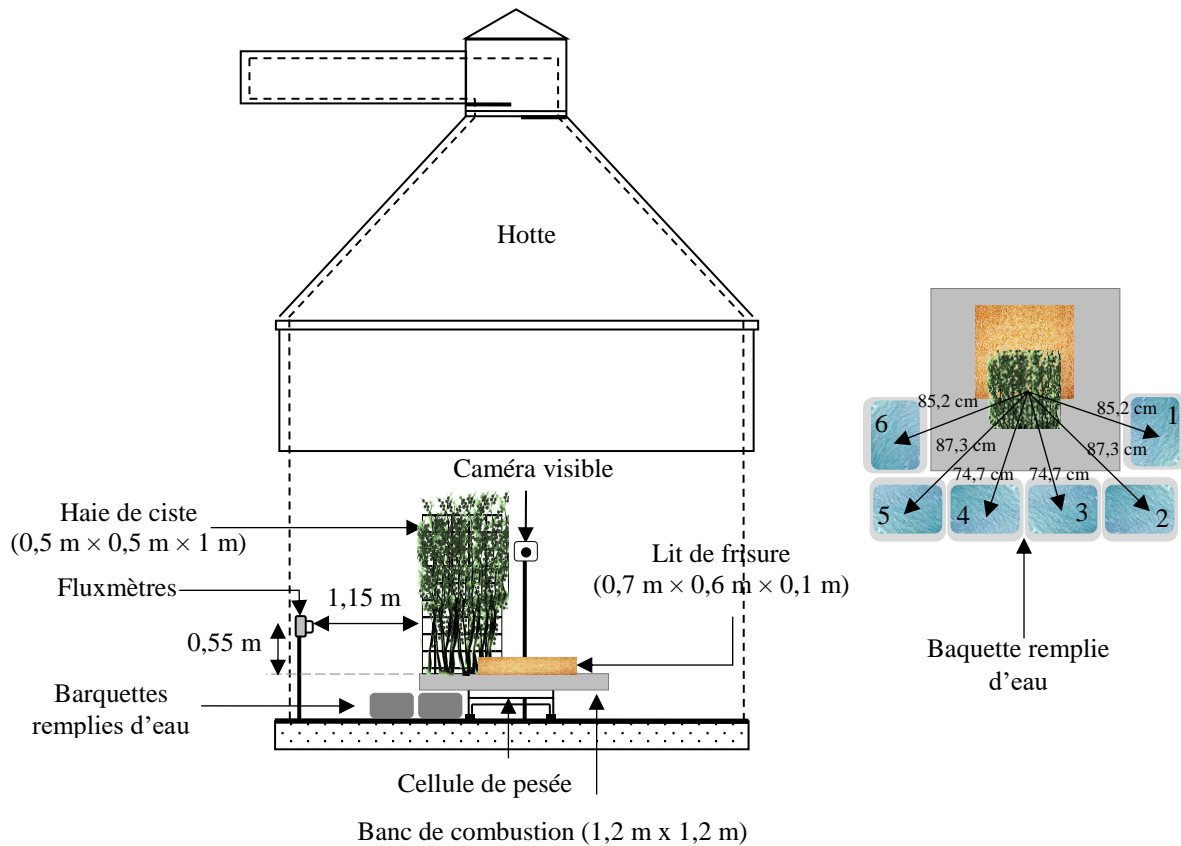 Hotte
Caméra visible
Haie de ciste
(0,5 m × 0,5 m × 1 m)
Lit de frisure
(0,7 m × 0,6 m × 0,1 m)
Fluxmètres
1,15 m
0,55 m
Barquettes
remplies d’eau
Cellule de pesée
Banc de combustion (1,2 m x 1,2 m)
85,2 cm
85,2 cm
6
1
87,3 cm
87,3 cm
74,7 cm
74,7 cm
5
4
3
2
Baquette remplie
d’eau